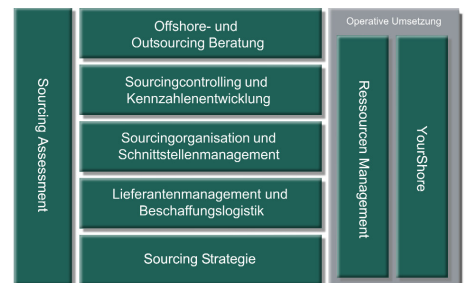 Sourcing Assessment
Offshore- und
Outsourcing Beratung
Sourcingcontrolling und
Kennzahlenentwicklung
Sourcingorganisation und
Schnittstellenmanagement
Lieferantenmanagement und
Beschaffungslogistik
Sourcing Strategie
Operative Umsetzung
Ressourcen Management
YourShore